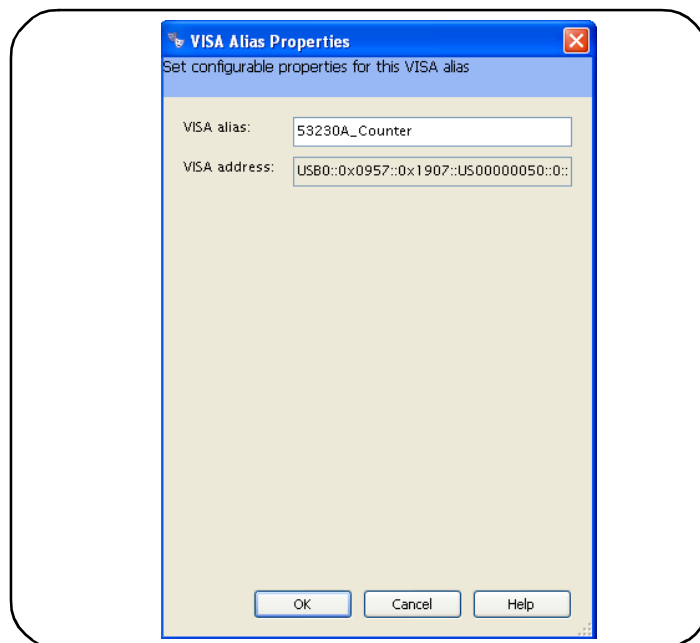 VISA Alias Properties
Set configurable properties for this VISA alias
VISA alias: 53230A_Counter
VISA address: USB0::0x0957::0x1907::US00000050::0::
OK Cancel Help